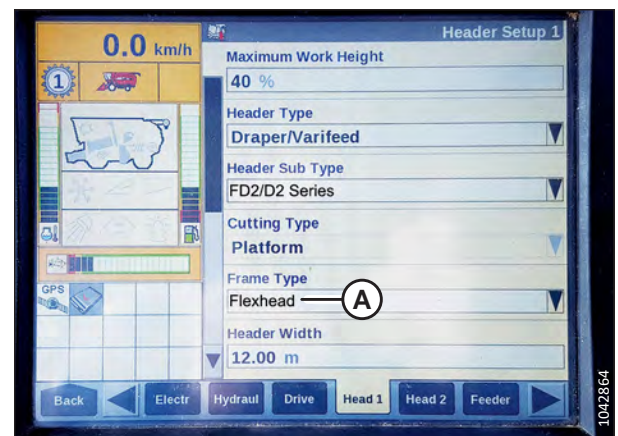 0.0 km/h
Header Setup 1
1
Maximum Work Height
40 %
Header Type
Draper/Varifeed
Header Sub Type
FD2/D2 Series
Cutting Type
Platform
Frame Type
Flexhead
A
Header Width
12.00 m
GPS
Back
Electr
Hydraul
Drive
Head 1
Head 2
Feeder
1042864